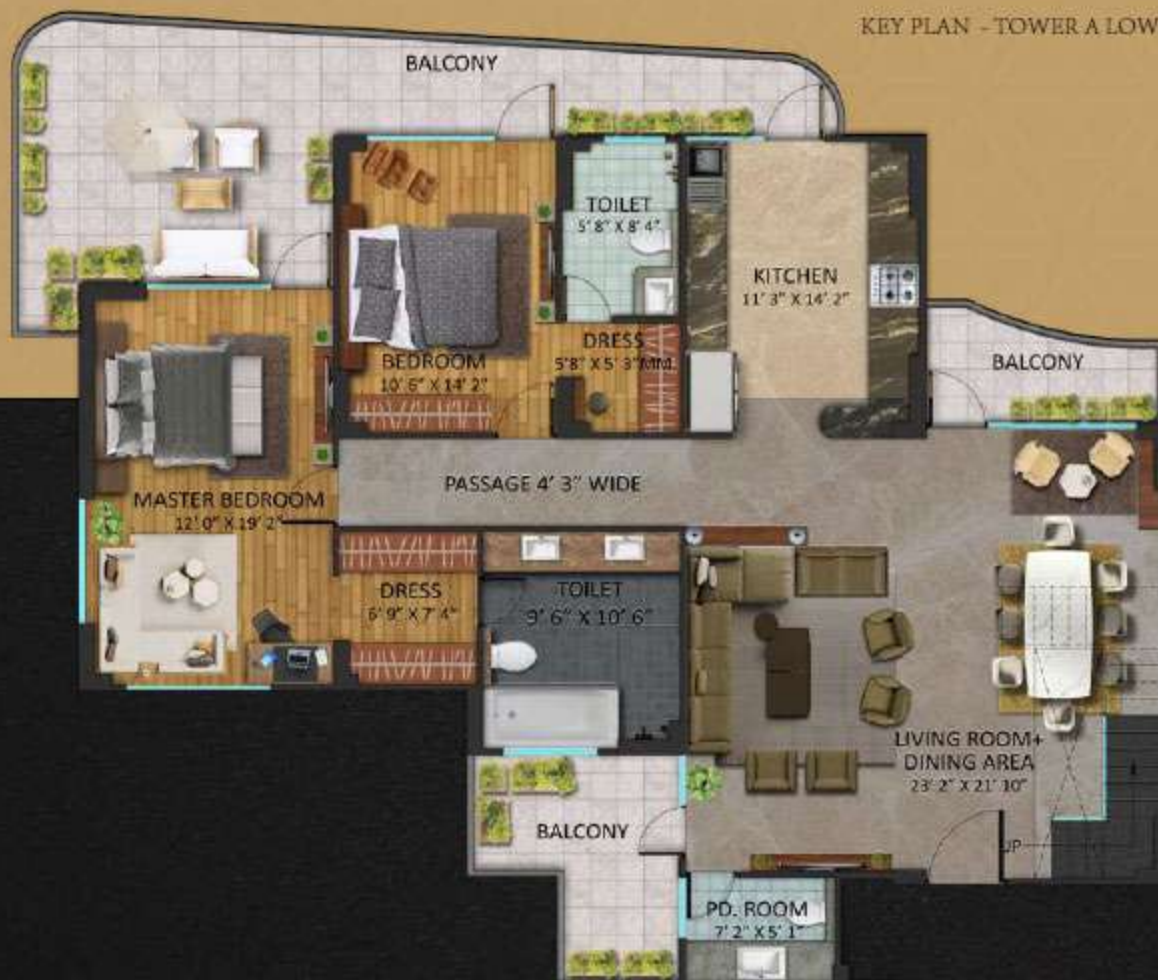 KEY PLAN - TOWER A LOW
BALCONY
TOILET
5' 8" X 8' 4"
KITCHEN
11' 3" X 14' 2"
BEDROOM
10' 6" X 14' 2"
DRESS
5'8" X 5' 3"MM
BALCONY
PASSAGE 4' 3" WIDE
MASTER BEDROOM
12' 0" X 19' 2"
DRESS
6' 9" X 7' 4"
TOILET
9' 6" X 10' 6"
LIVING ROOM+
DINING AREA
23' 2" X 21' 10"
BALCONY
UP
PD. ROOM
7' 2" X 5' 1"